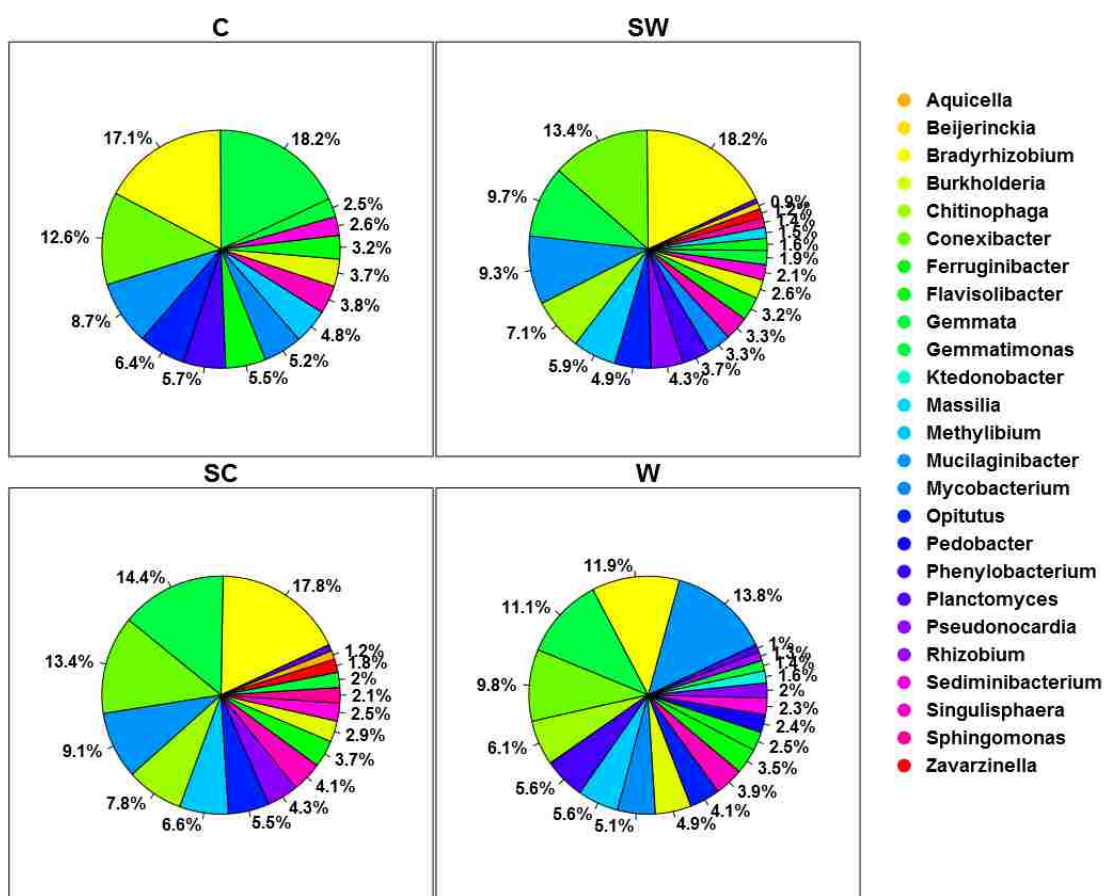 C
17.1%
18.2%
2.5%
2.6%
3.2%
3.7%
3.8%
4.8%
5.2%
5.5%
5.7%
6.4%
8.7%
12.6%
SW
13.4%
18.2%
0.9%
1.2%
1.4%
1.5%
1.6%
1.9%
2.1%
2.6%
3.2%
3.3%
3.3%
3.7%
4.3%
4.9%
5.9%
7.1%
9.3%
9.7%
SC
14.4%
17.8%
1.2%
1.8%
2%
2.1%
2.5%
2.9%
3.7%
4.1%
4.3%
5.5%
6.6%
7.8%
9.1%
13.4%
W
11.9%
13.8%
1%
1.3%
1.4%
1.6%
2%
2.3%
2.4%
2.5%
3.5%
3.9%
4.1%
4.9%
5.1%
5.6%
5.6%
6.1%
9.8%
11.1%
Aquicella
Beijerinckia
Bradyrhizobium
Burkholderia
Chitinophaga
Conexibacter
Ferruginibacter
Flavisolibacter
Gemmata
Gemmatimonas
Ktedonobacter
Massilia
Methylibium
Mucilaginibacter
Mycobacterium
Opitutus
Pedobacter
Phenylobacterium
Planctomyces
Pseudonocardia
Rhizobium
Sediminibacterium
Singulisphaera
Sphingomonas
Zavarzinella